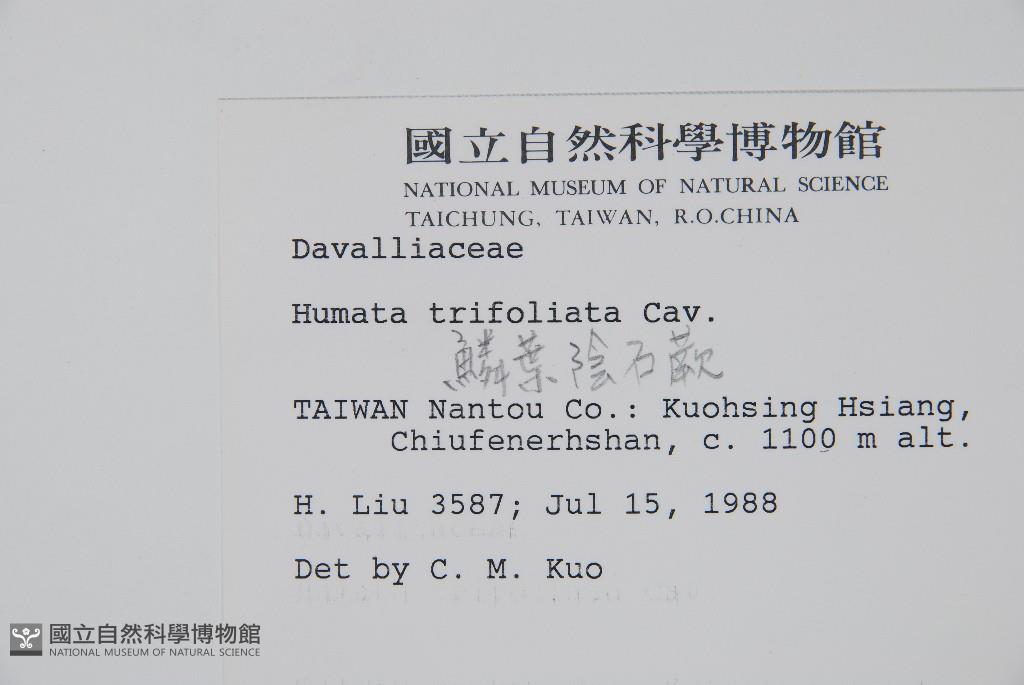 國立自然科學博物館
NATIONAL MUSEUM OF NATURAL SCIENCE
TAICHUNG, TAIWAN, R.O.CHINA
Davalliaceae
Humata trifoliata Cav.
鱗葉陰石蕨
TAIWAN Nantou Co.: Kuohsing Hsiang,
Chiufenerhshan, c. 1100 m alt.
H. Liu 3587; Jul 15, 1988
Det by C. M. Kuo
國立自然科學博物館
NATIONAL MUSEUM OF NATURAL SCIENCE